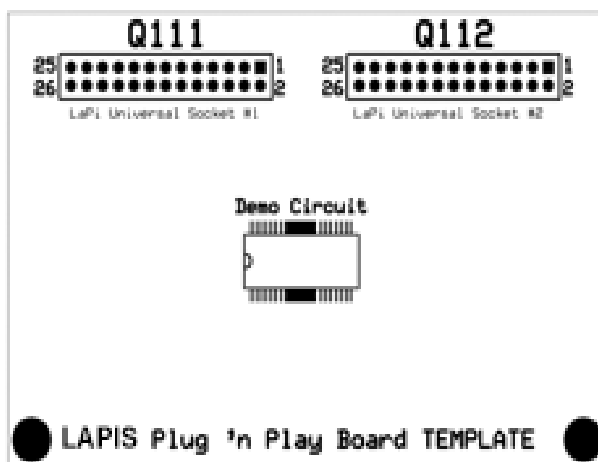 Q111 Q112
25 1 25 1
26 2 26 2
LaPi Universal Socket #1 LaPi Universal Socket #2
Demo Circuit
LAPIS Plug 'n Play Board TEMPLATE